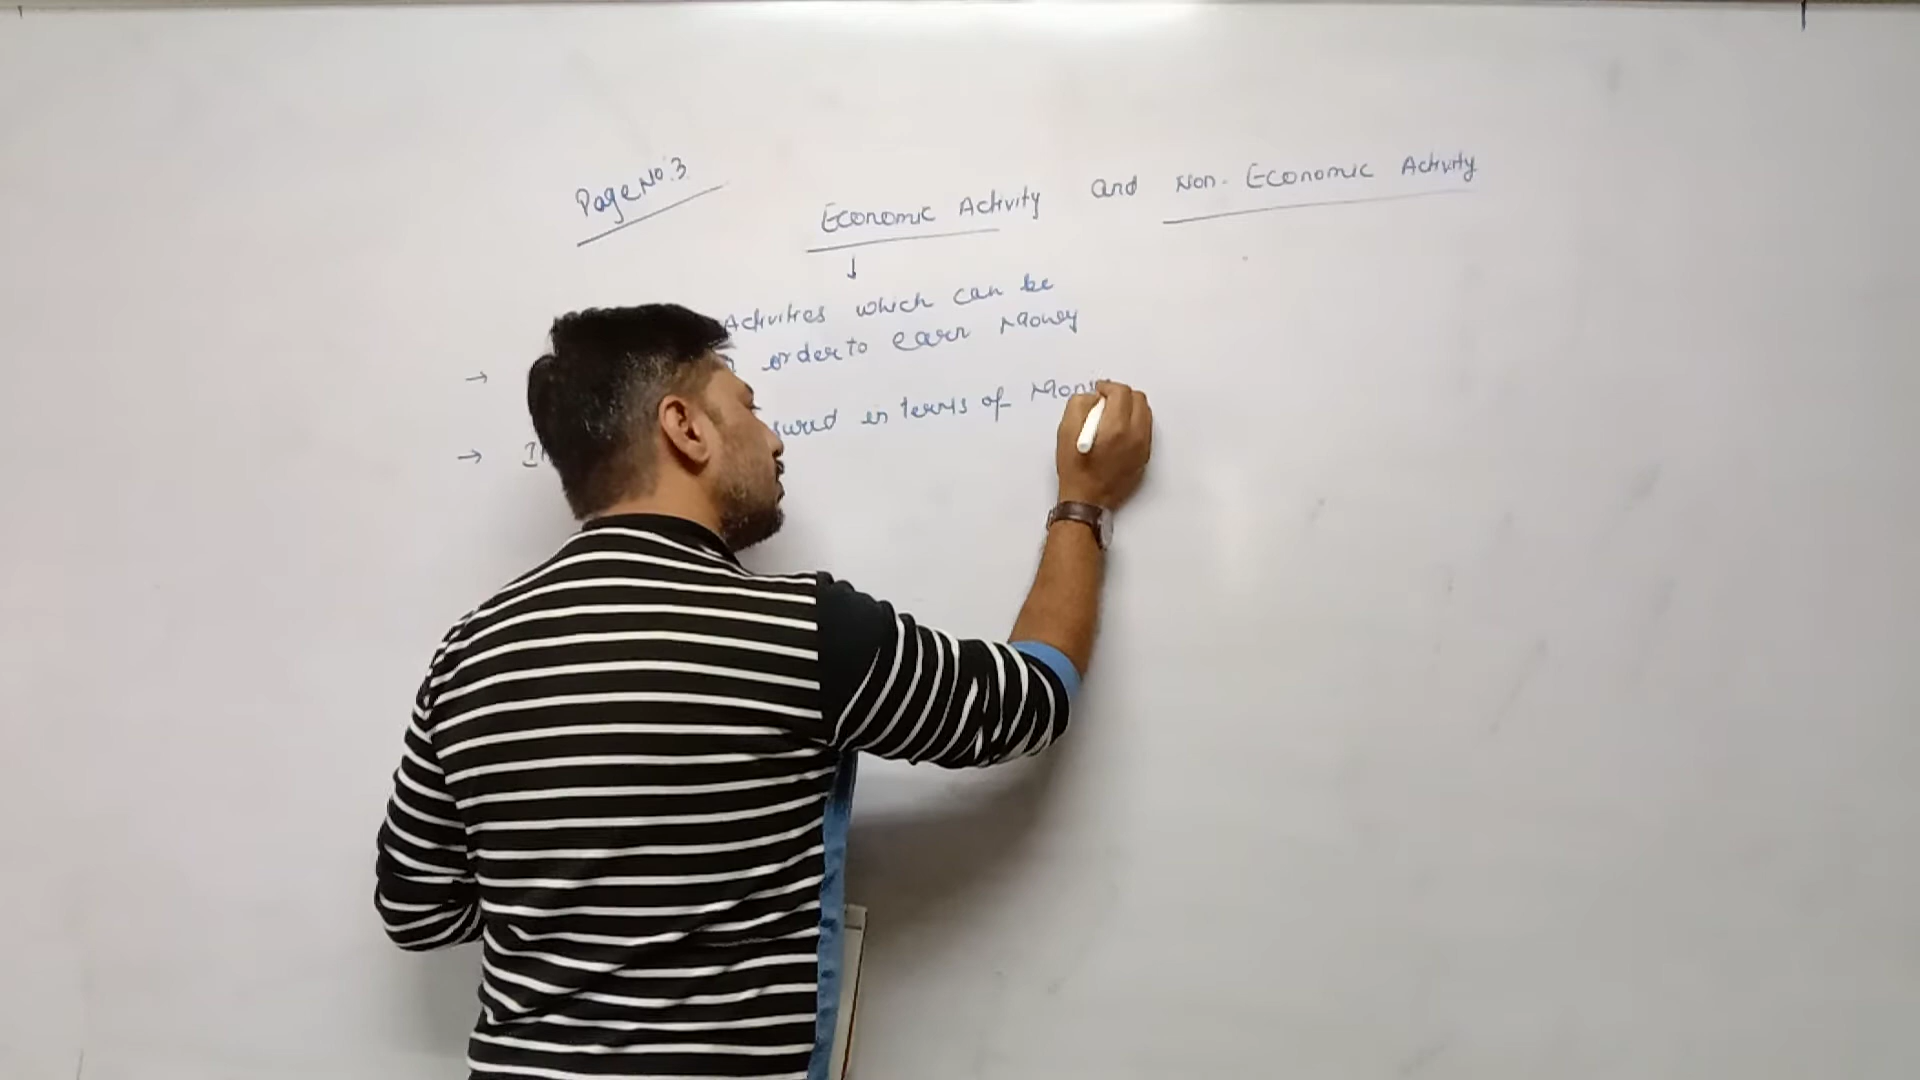 Page No. 3
Economic Activity and Non-Economic Activity
↓
→ Activities which can be
order to earn Money
→ in terms of